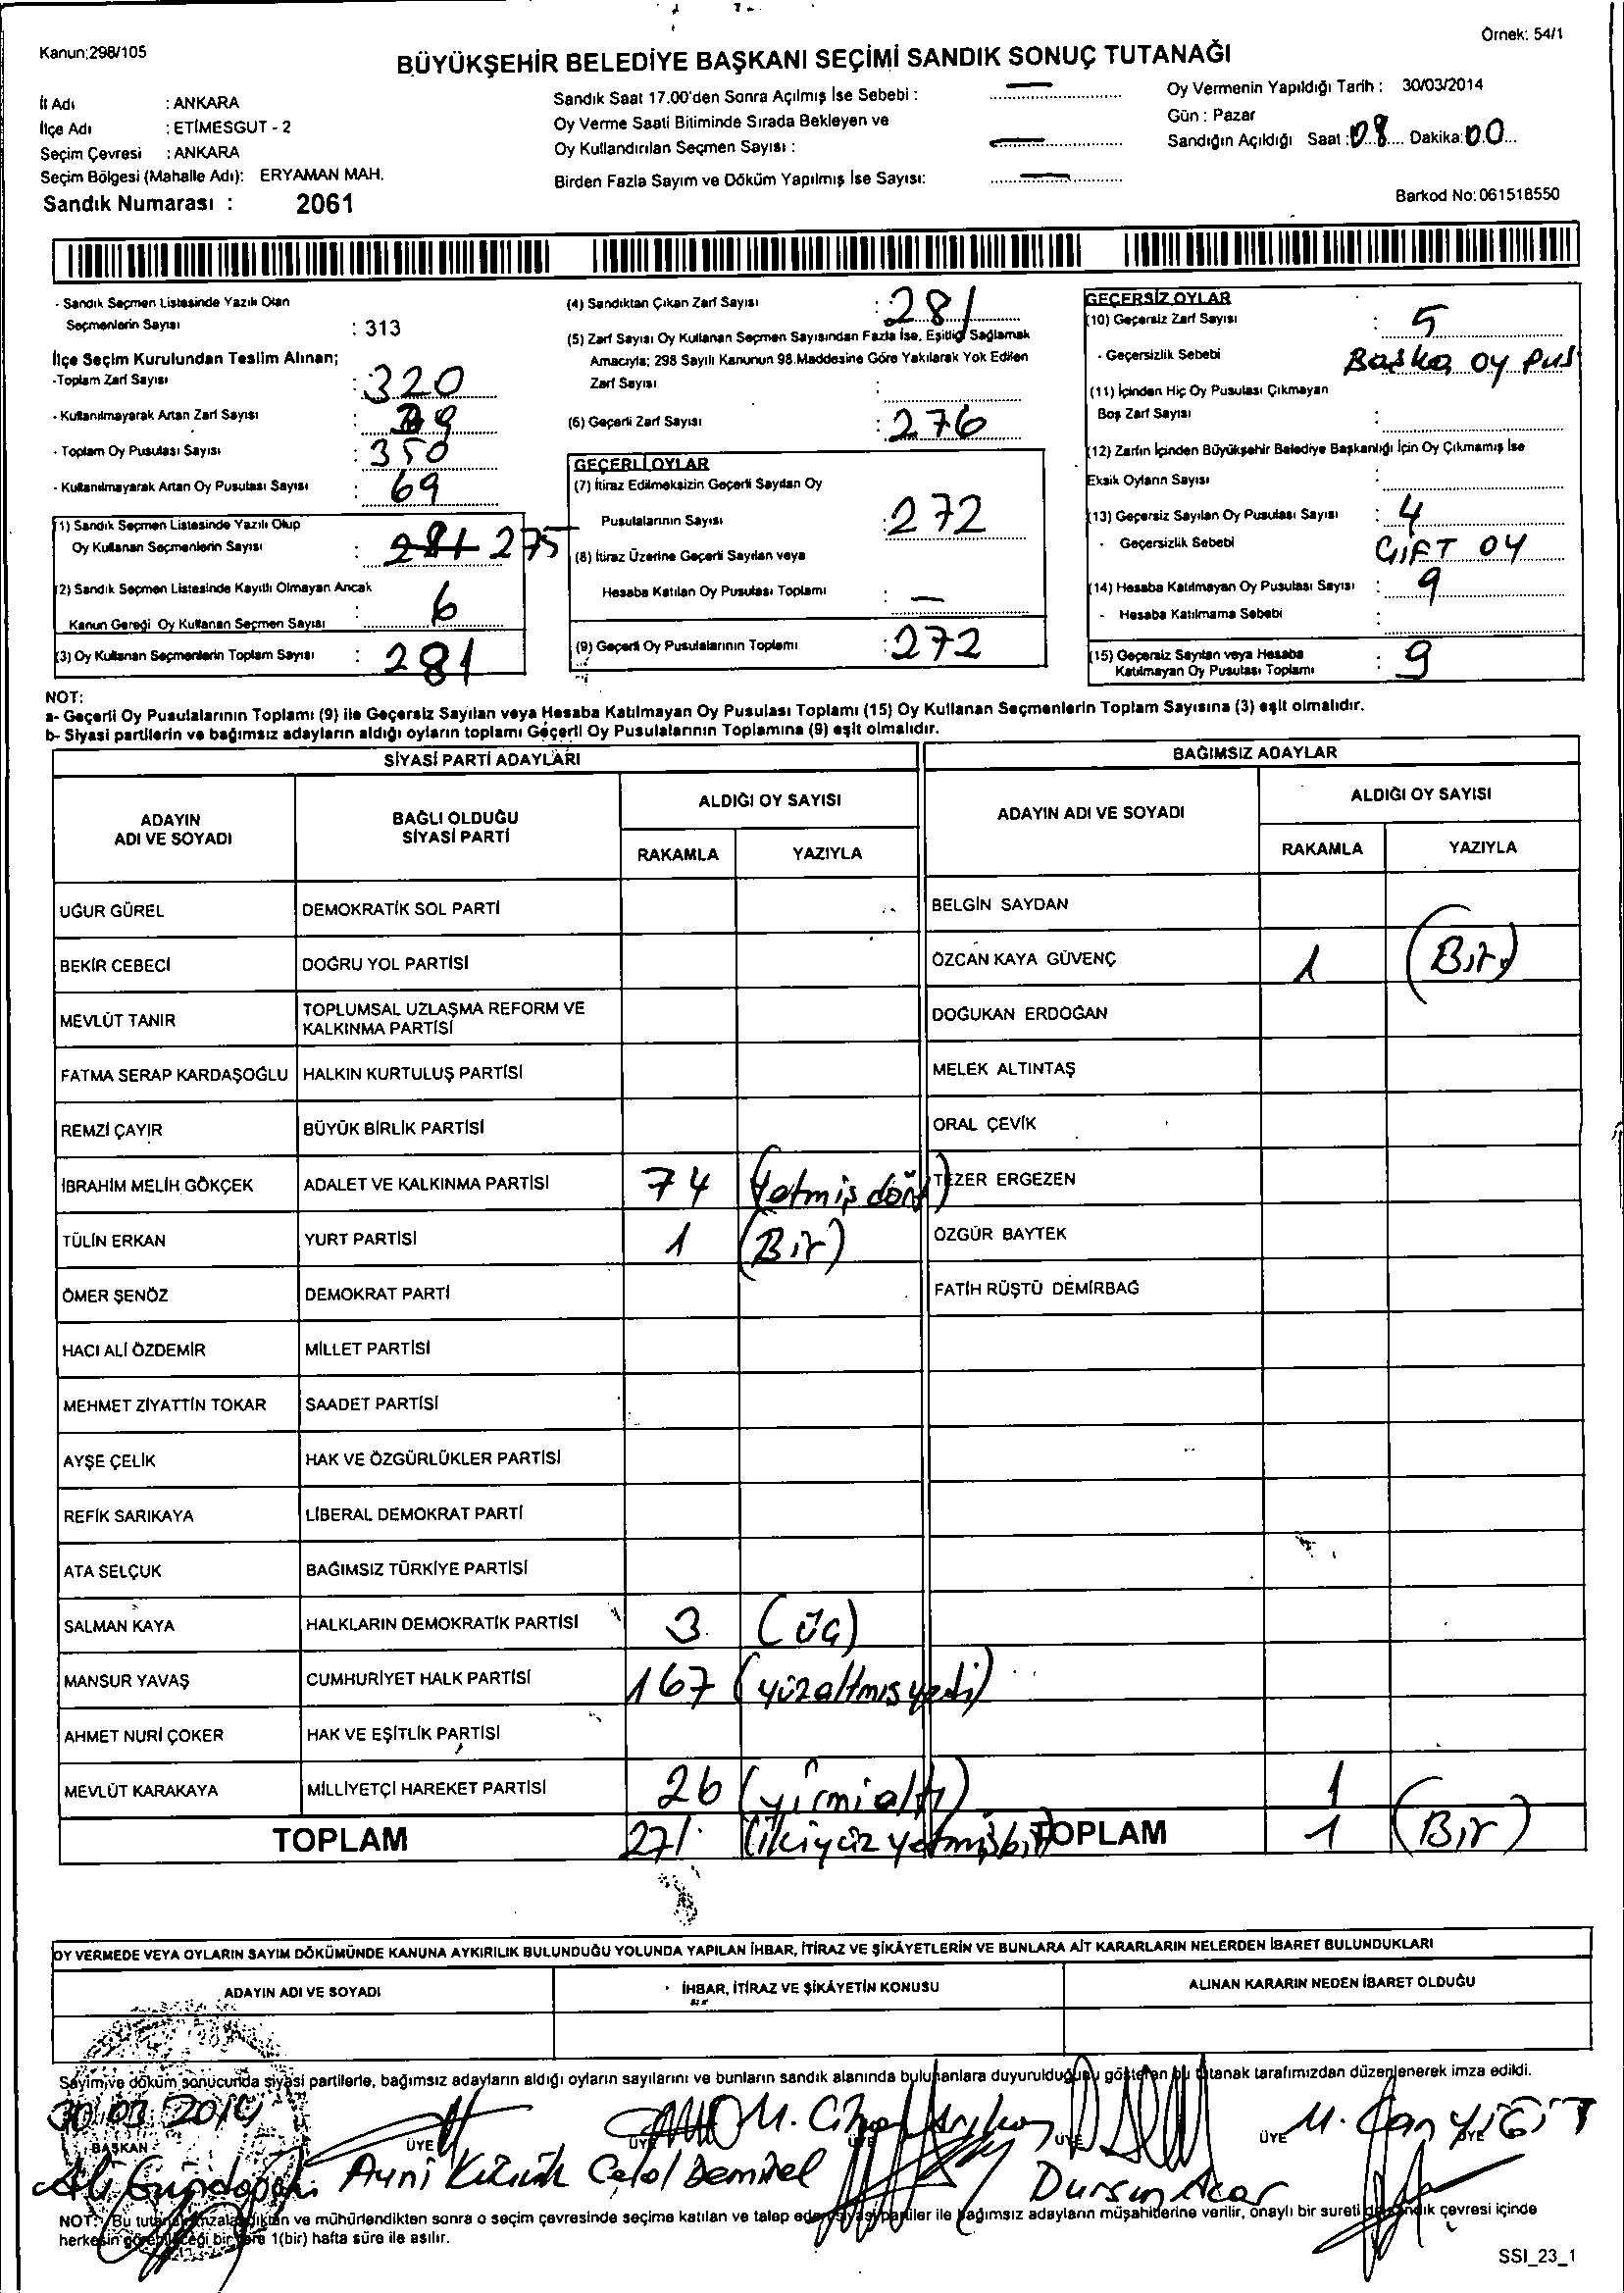 Kanun:298/105
Örnek: 54/1
BÜYÜKŞEHİR BELEDİYE BAŞKANI SEÇİMİ SANDIK SONUÇ TUTANAĞI
İl Adı : ANKARA
İlçe Adı : ETİMESGUT - 2
Seçim Çevresi : ANKARA
Seçim Bölgesi (Mahalle Adı): ERYAMAN MAH.
Sandık Numarası : 2061
Sandık Saat 17.00'den Sonra Açılmış İse Sebebi : —
Oy Verme Saati Bitiminde Sırada Bekleyen ve
Oy Kullandırılan Seçmen Sayısı : —
Birden Fazla Sayım ve Döküm Yapılmış İse Sayısı: —
Oy Vermenin Yapıldığı Tarih : 30/03/2014
Gün : Pazar
Sandığın Açıldığı Saat : 08 Dakika: 00
Barkod No: 061518550
- Sandık Seçmen Listesinde Yazılı Olan
Seçmenlerin Sayısı : 313
İlçe Seçim Kurulundan Teslim Alınan;
-Toplam Zarf Sayısı : 320
- Kullanılmayarak Artan Zarf Sayısı : 39
- Toplam Oy Pusulası Sayısı : 350
- Kullanılmayarak Artan Oy Pusulası Sayısı : 69
(1) Sandık Seçmen Listesinde Yazılı Olup
Oy Kullanan Seçmenlerin Sayısı : 281 275
(2) Sandık Seçmen Listesinde Kayıtlı Olmayan Ancak
Kanun Gereği Oy Kullanan Seçmen Sayısı : 6
(3) Oy Kullanan Seçmenlerin Toplam Sayısı : 281
(4) Sandıktan Çıkan Zarf Sayısı : 281
(5) Zarf Sayısı Oy Kullanan Seçmen Sayısından Fazla İse, Eşitliği Sağlamak
Amacıyla; 298 Sayılı Kanunun 98.Maddesine Göre Yakılarak Yok Edilen
Zarf Sayısı :
(6) Geçerli Zarf Sayısı : 276
GEÇERLİ OYLAR
(7) İtiraz Edilmeksizin Geçerli Sayılan Oy
Pusulalarının Sayısı : 272
(8) İtiraz Üzerine Geçerli Sayılan veya
Hesaba Katılan Oy Pusulası Toplamı : —
(9) Geçerli Oy Pusulalarının Toplamı : 272
GEÇERSİZ OYLAR
(10) Geçersiz Zarf Sayısı : 5
- Geçersizlik Sebebi Başka oy pus
(11) İçinden Hiç Oy Pusulası Çıkmayan
Boş Zarf Sayısı :
(12) Zarfın İçinden Büyükşehir Belediye Başkanlığı İçin Oy Çıkmamış İse
Eksik Oyların Sayısı :
(13) Geçersiz Sayılan Oy Pusulası Sayısı : 4
- Geçersizlik Sebebi ÇİFT OY
(14) Hesaba Katılmayan Oy Pusulası Sayısı : 9
- Hesaba Katılmama Sebebi :
(15) Geçersiz Sayılan veya Hesaba
Katılmayan Oy Pusulası Toplamı : 9
NOT:
a- Geçerli Oy Pusulalarının Toplamı (9) ile Geçersiz Sayılan veya Hesaba Katılmayan Oy Pusulası Toplamı (15) Oy Kullanan Seçmenlerin Toplam Sayısına (3) eşit olmalıdır.
b- Siyasi partilerin ve bağımsız adayların aldığı oyların toplamı Geçerli Oy Pusulalarının Toplamına (9) eşit olmalıdır.
SİYASİ PARTİ ADAYLARI
ADAYIN ADI VE SOYADI BAĞLI OLDUĞU SİYASİ PARTİ ALDIĞI OY SAYISI RAKAMLA YAZIYLA
UĞUR GÜREL DEMOKRATİK SOL PARTİ
BEKİR CEBECİ DOĞRU YOL PARTİSİ
MEVLÜT TANIR TOPLUMSAL UZLAŞMA REFORM VE KALKINMA PARTİSİ
FATMA SERAP KARDAŞOĞLU HALKIN KURTULUŞ PARTİSİ
REMZİ ÇAYIR BÜYÜK BİRLİK PARTİSİ
İBRAHİM MELİH GÖKÇEK ADALET VE KALKINMA PARTİSİ 74 (Yetmiş dört)
TÜLİN ERKAN YURT PARTİSİ 1 (Bir)
ÖMER ŞENÖZ DEMOKRAT PARTİ
HACI ALİ ÖZDEMİR MİLLET PARTİSİ
MEHMET ZİYATTİN TOKAR SAADET PARTİSİ
AYŞE ÇELİK HAK VE ÖZGÜRLÜKLER PARTİSİ
REFİK SARIKAYA LİBERAL DEMOKRAT PARTİ
ATA SELÇUK BAĞIMSIZ TÜRKİYE PARTİSİ
SALMAN KAYA HALKLARIN DEMOKRATİK PARTİSİ 3 (üç)
MANSUR YAVAŞ CUMHURİYET HALK PARTİSİ 167 (yüzaltmışyedi)
AHMET NURİ ÇOKER HAK VE EŞİTLİK PARTİSİ
MEVLÜT KARAKAYA MİLLİYETÇİ HAREKET PARTİSİ 26 (yirmialtı)
TOPLAM 271 (ikiyüzyetmişbir)
BAĞIMSIZ ADAYLAR
ADAYIN ADI VE SOYADI ALDIĞI OY SAYISI RAKAMLA YAZIYLA
BELGİN SAYDAN
ÖZCAN KAYA GÜVENÇ 1 (Bir)
DOĞUKAN ERDOĞAN
MELEK ALTINTAŞ
ORAL ÇEVİK
TEZER ERGEZEN
ÖZGÜR BAYTEK
FATİH RÜŞTÜ DEMİRBAĞ
1
TOPLAM 1 (Bir)
OY VERMEDE VEYA OYLARIN SAYIM DÖKÜMÜNDE KANUNA AYKIRILIK BULUNDUĞU YOLUNDA YAPILAN İHBAR, İTİRAZ VE ŞİKÂYETLERİN VE BUNLARA AİT KARARLARIN NELERDEN İBARET BULUNDUKLARI
ADAYIN ADI VE SOYADI İHBAR, İTİRAZ VE ŞİKÂYETİN KONUSU ALINAN KARARIN NEDEN İBARET OLDUĞU
Sayım ve döküm sonucunda siyasi partilerle, bağımsız adayların aldığı oyların sayılarını ve bunların sandık alanında bulunanlara duyurulduğunu gösteren bu tutanak tarafımızdan düzenlenerek imza edildi.
30.03.2014
BAŞKAN ÜYE ÜYE ÜYE ÜYE ÜYE ÜYE
M. Cihan M. Can YİĞİT
Ali Gündoğan Ayni Celal Demirel Dursun Acar
NOT: Bu tutanak imzalandıktan ve mühürlendikten sonra o seçim çevresinde seçime katılan ve talep eden siyasi partiler ile bağımsız adayların müşahitlerine verilir, onaylı bir sureti de sandık çevresi içinde
herkesin görebileceği bir yere 1(bir) hafta süre ile asılır.
SSI_23_1